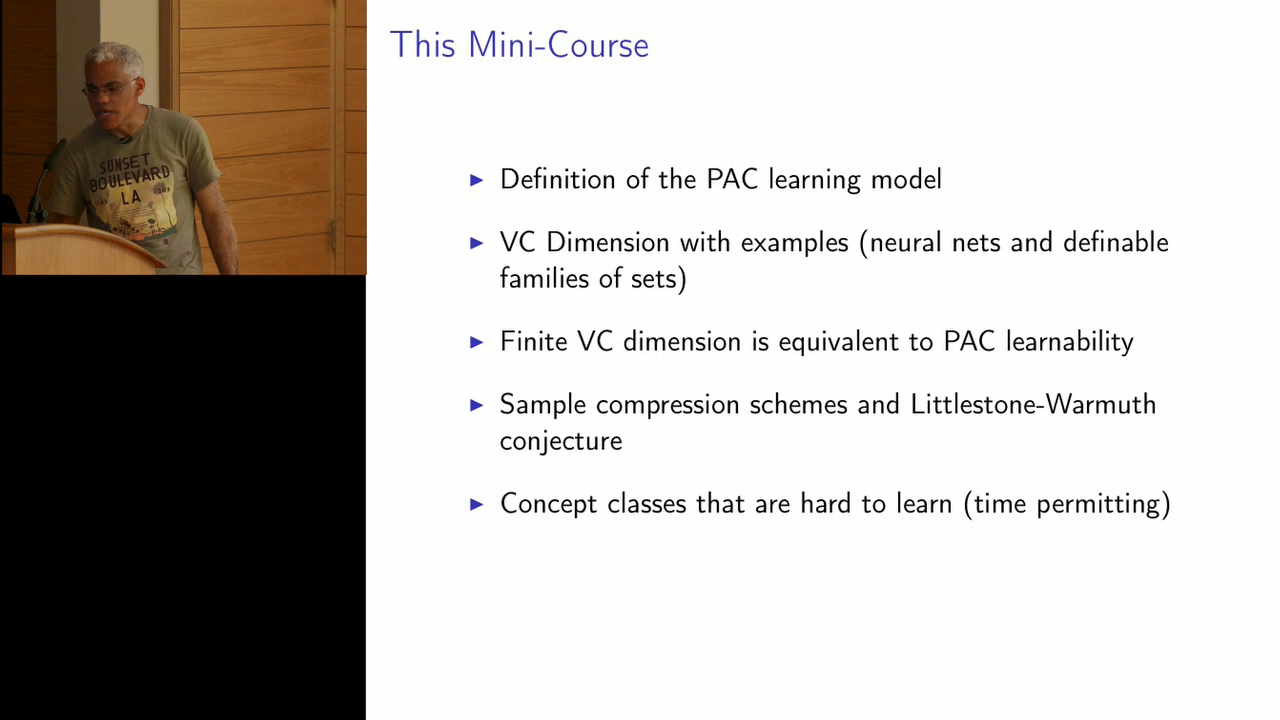 This Mini-Course
SUNSET
BOULEVARD
LA
▶ Definition of the PAC learning model
▶ VC Dimension with examples (neural nets and definable
families of sets)
▶ Finite VC dimension is equivalent to PAC learnability
▶ Sample compression schemes and Littlestone-Warmuth
conjecture
▶ Concept classes that are hard to learn (time permitting)